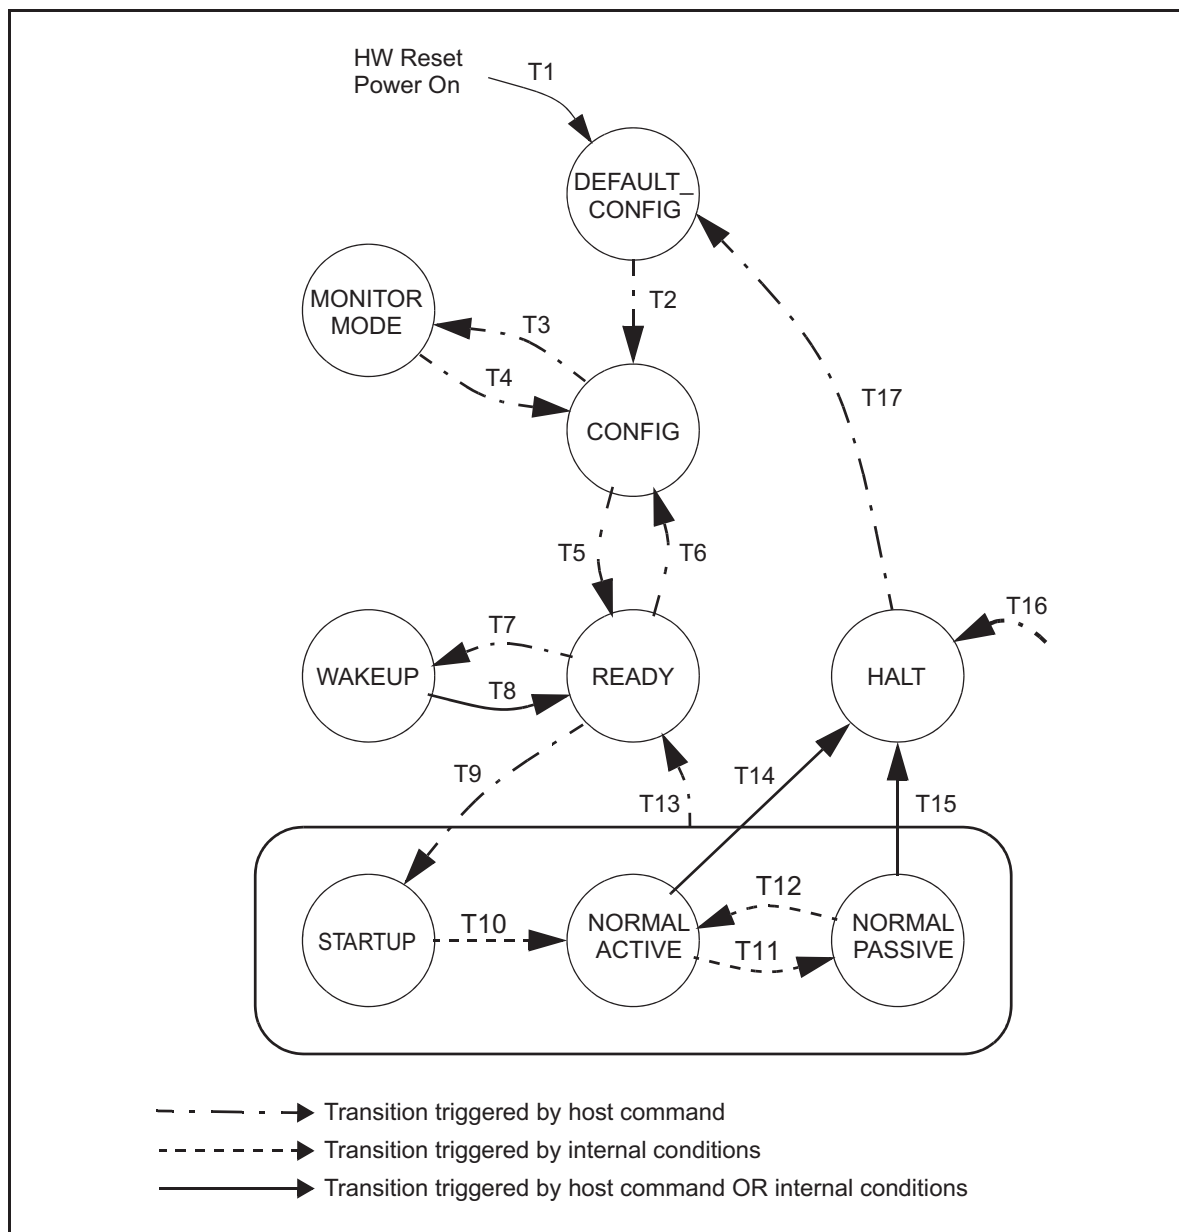 HW Reset
Power On
T1
DEFAULT_
CONFIG
T2
MONITOR
MODE
T3
T4
CONFIG
T17
T5
T6
T16
T7
WAKEUP
T8
READY
HALT
T9
T13
T14
T15
STARTUP
T10
NORMAL
ACTIVE
T12
T11
NORMAL
PASSIVE
Transition triggered by host command
Transition triggered by internal conditions
Transition triggered by host command OR internal conditions